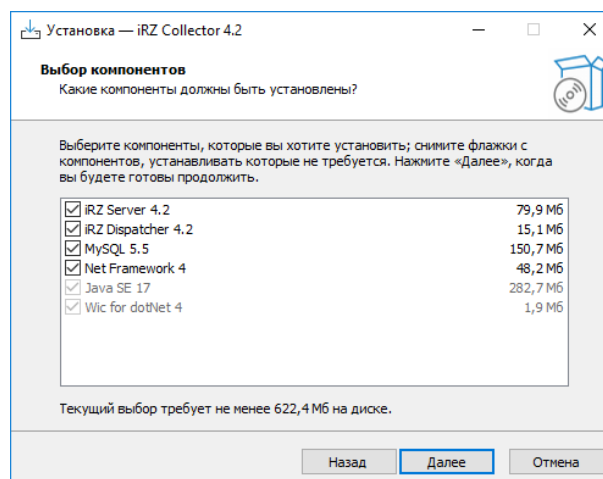 Установка — iRZ Collector 4.2
Выбор компонентов
Какие компоненты должны быть установлены?
Выберите компоненты, которые вы хотите установить; снимите флажки с
компонентов, устанавливать которые не требуется. Нажмите «Далее», когда
вы будете готовы продолжить.
iRZ Server 4.2 79,9 Мб
iRZ Dispatcher 4.2 15,1 Мб
MySQL 5.5 150,7 Мб
Net Framework 4 48,2 Мб
Java SE 17 282,7 Мб
Wic for dotNet 4 1,9 Мб
Текущий выбор требует не менее 622,4 Мб на диске.
Назад Далее Отмена